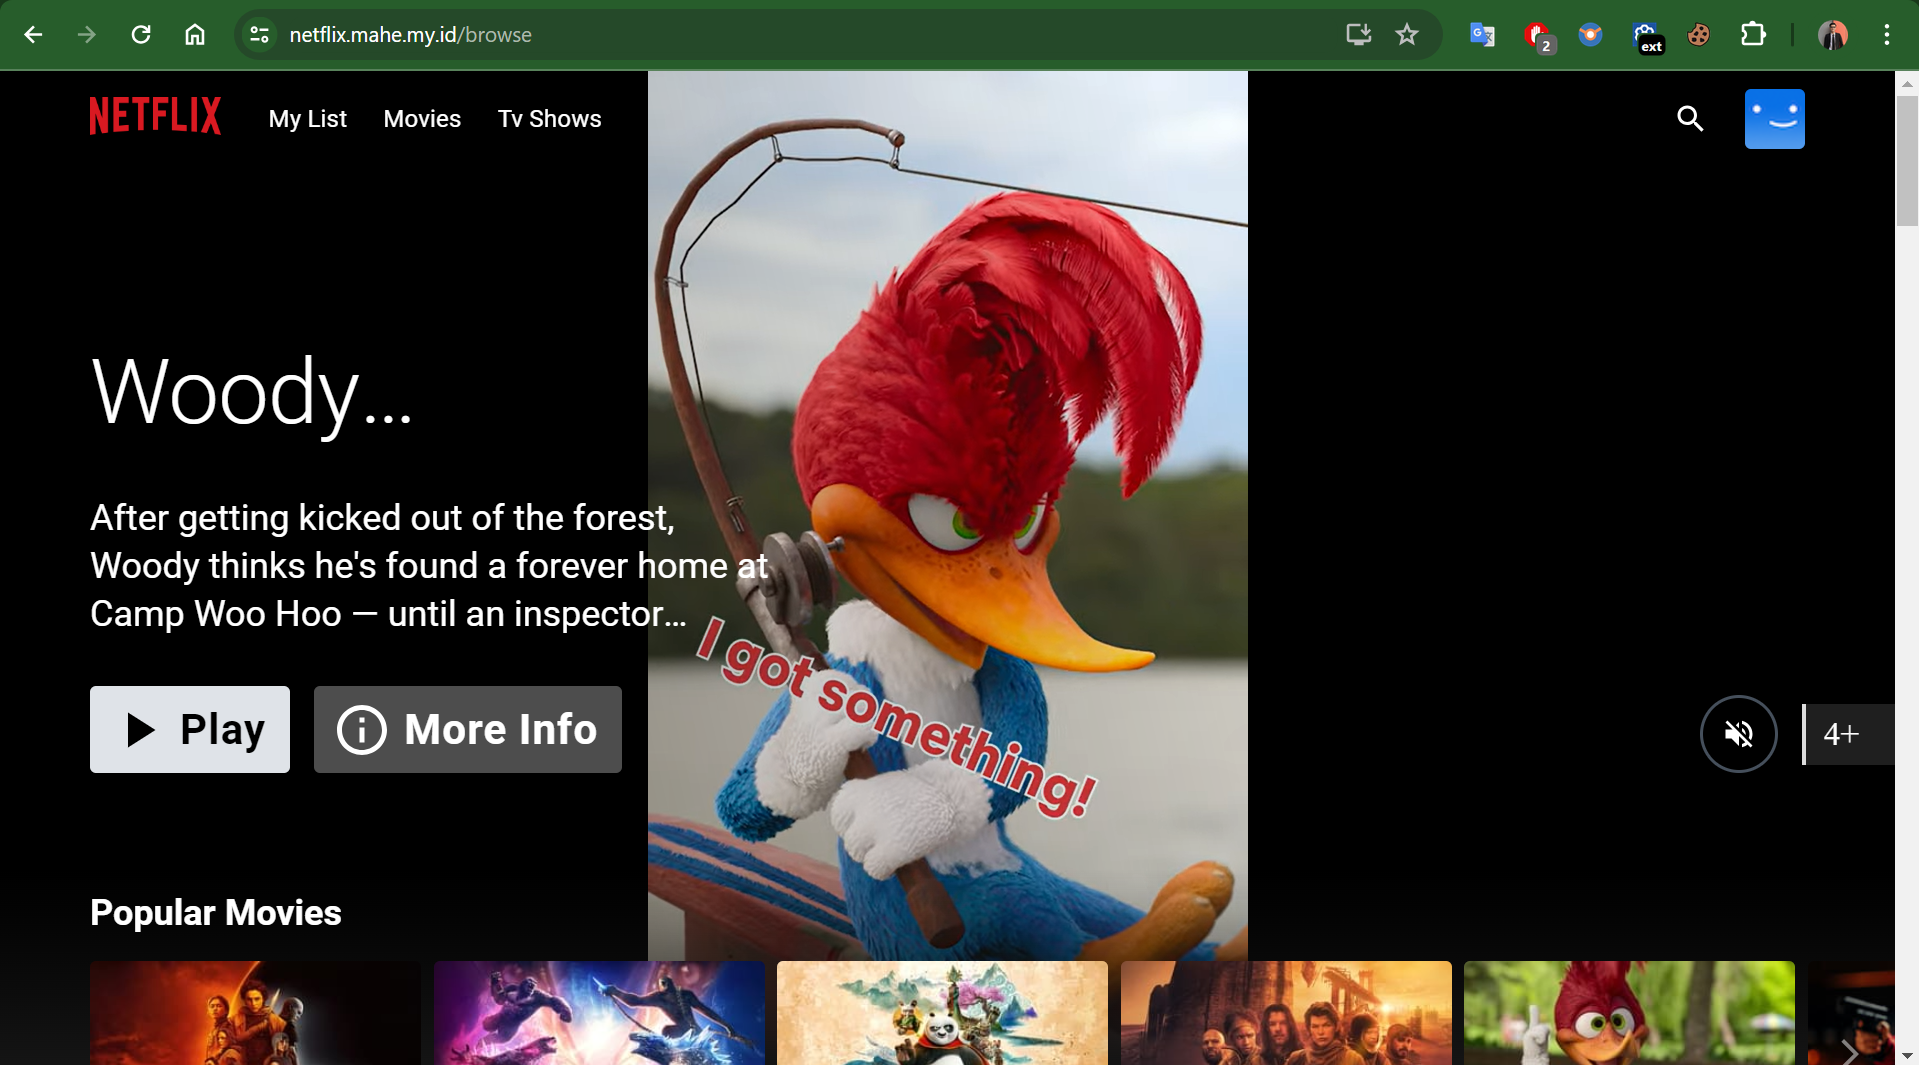 netflix.mahe.my.id/browse
2
ext
NETFLIX
My List
Movies
Tv Shows
Woody...
After getting kicked out of the forest,
Woody thinks he's found a forever home at
Camp Woo Hoo — until an inspector...
I got something!
Play
More Info
4+
Popular Movies